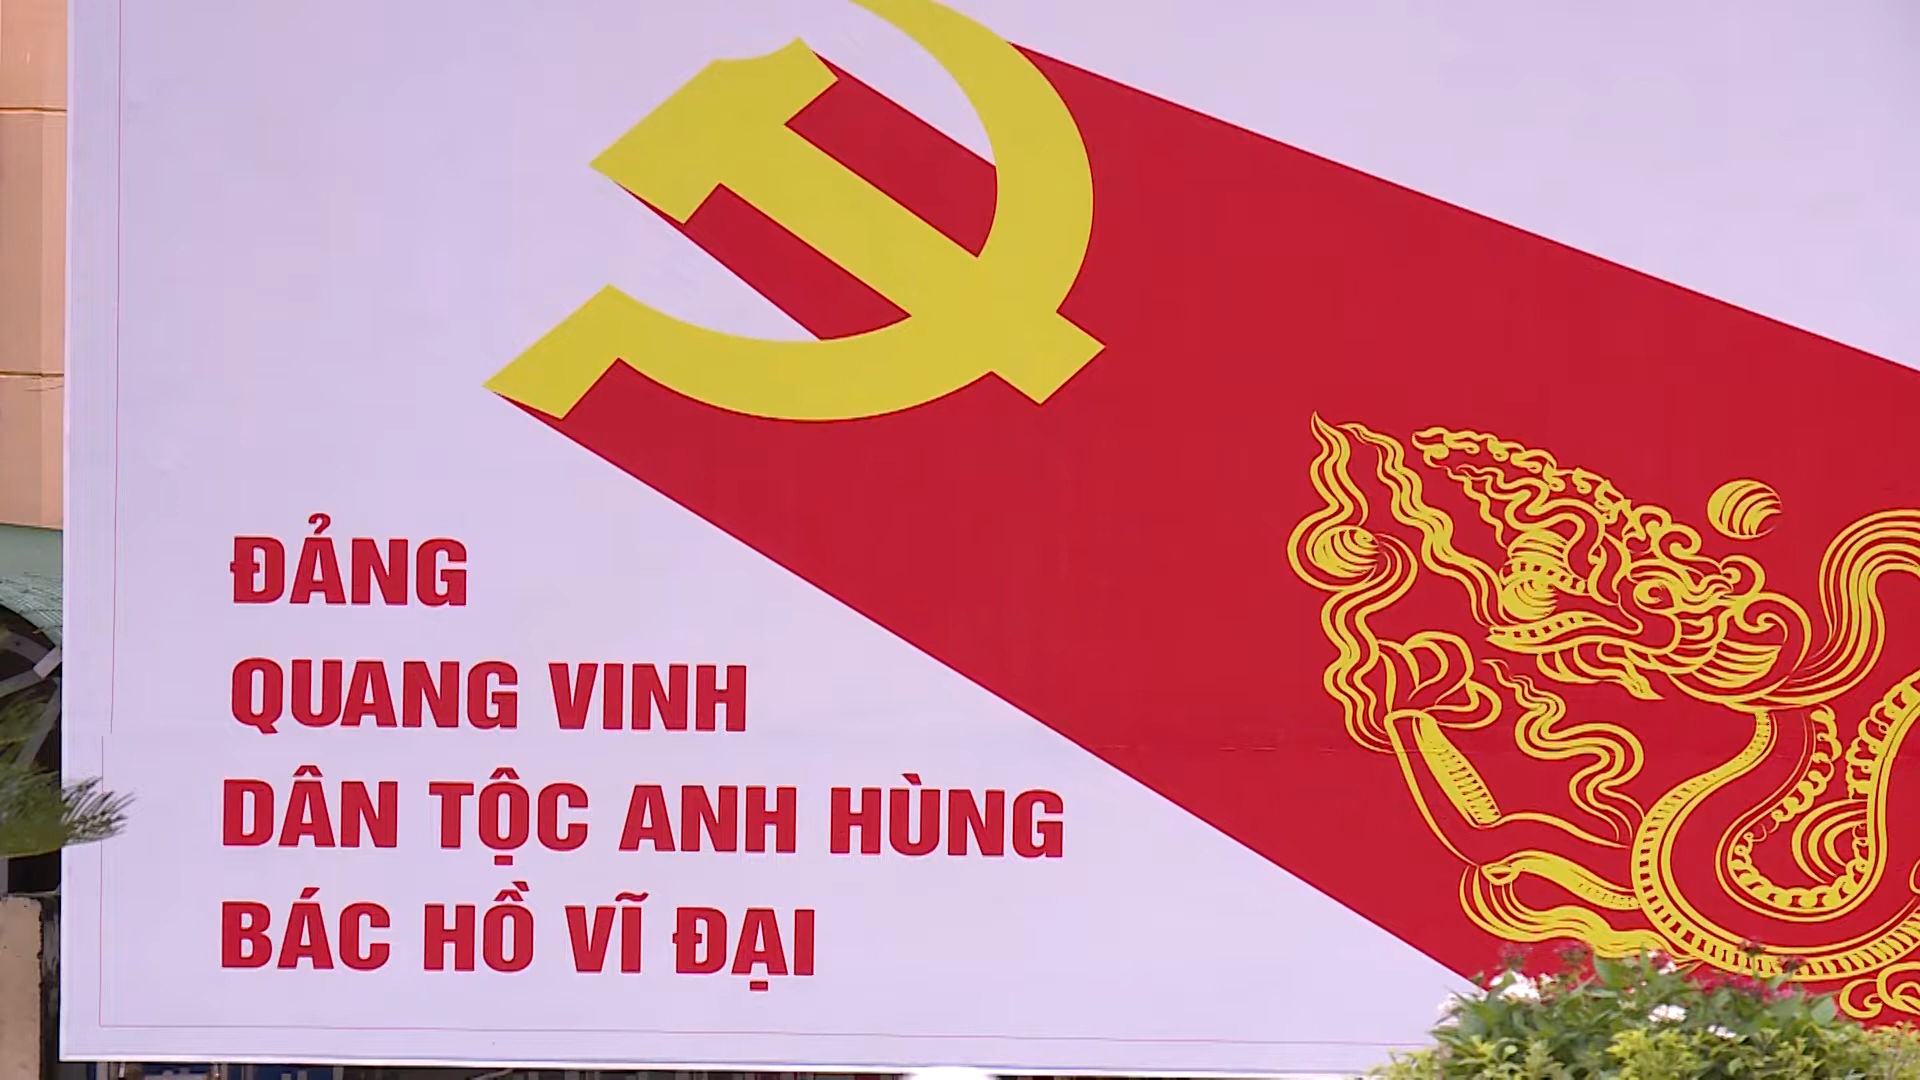 ĐẢNG
QUANG VINH
DÂN TỘC ANH HÙNG
BÁC HỒ VĨ ĐẠI